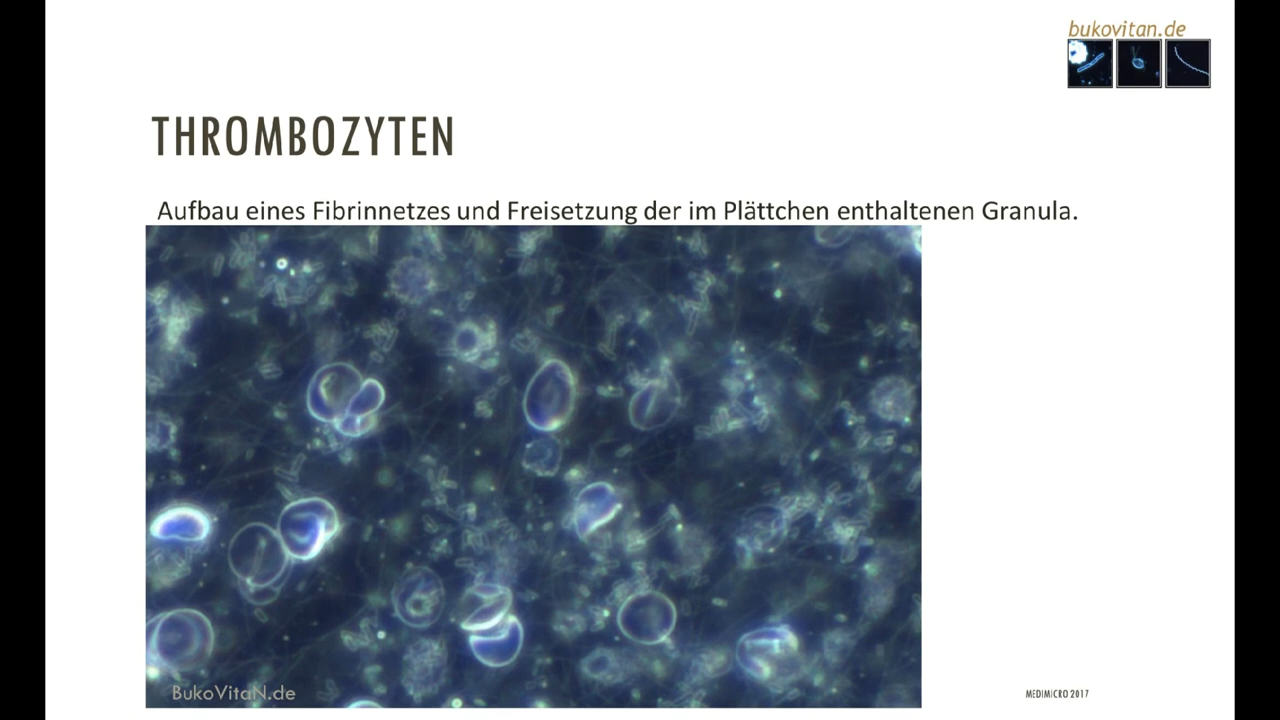 bukovitan.de
THROMBOZYTEN
Aufbau eines Fibrinnetzes und Freisetzung der im Plättchen enthaltenen Granula.
BukoVitaN.de
MEDIMICRO 2017